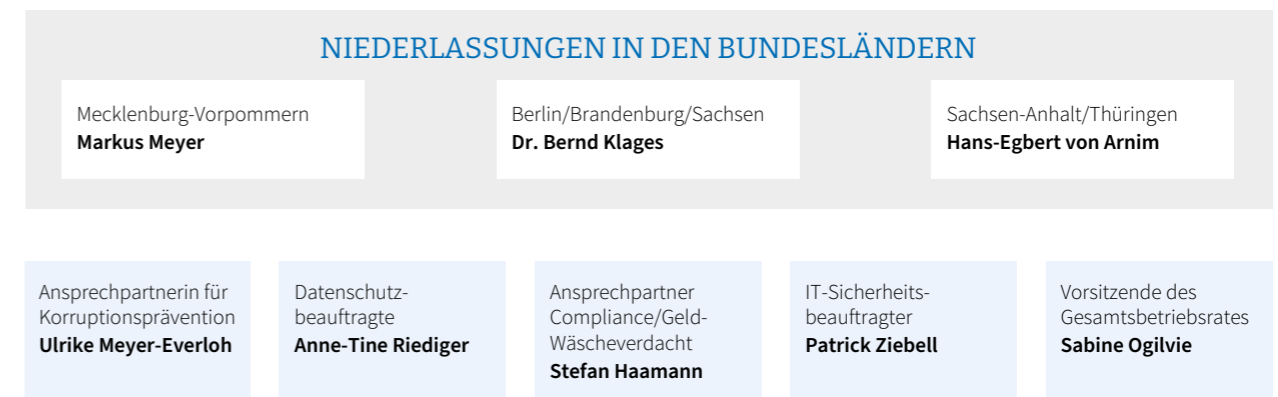 NIEDERLASSUNGEN IN DEN BUNDESLÄNDERN
Mecklenburg-Vorpommern
Markus Meyer
Berlin/Brandenburg/Sachsen
Dr. Bernd Klages
Sachsen-Anhalt/Thüringen
Hans-Egbert von Arnim
Ansprechpartnerin für
Korruptionsprävention
Ulrike Meyer-Everloh
Datenschutz-
beauftragte
Anne-Tine Riediger
Ansprechpartner
Compliance/Geld-
Wäscheverdacht
Stefan Haamann
IT-Sicherheits-
beauftragter
Patrick Ziebell
Vorsitzende des
Gesamtsbetriebsrates
Sabine Ogilvie